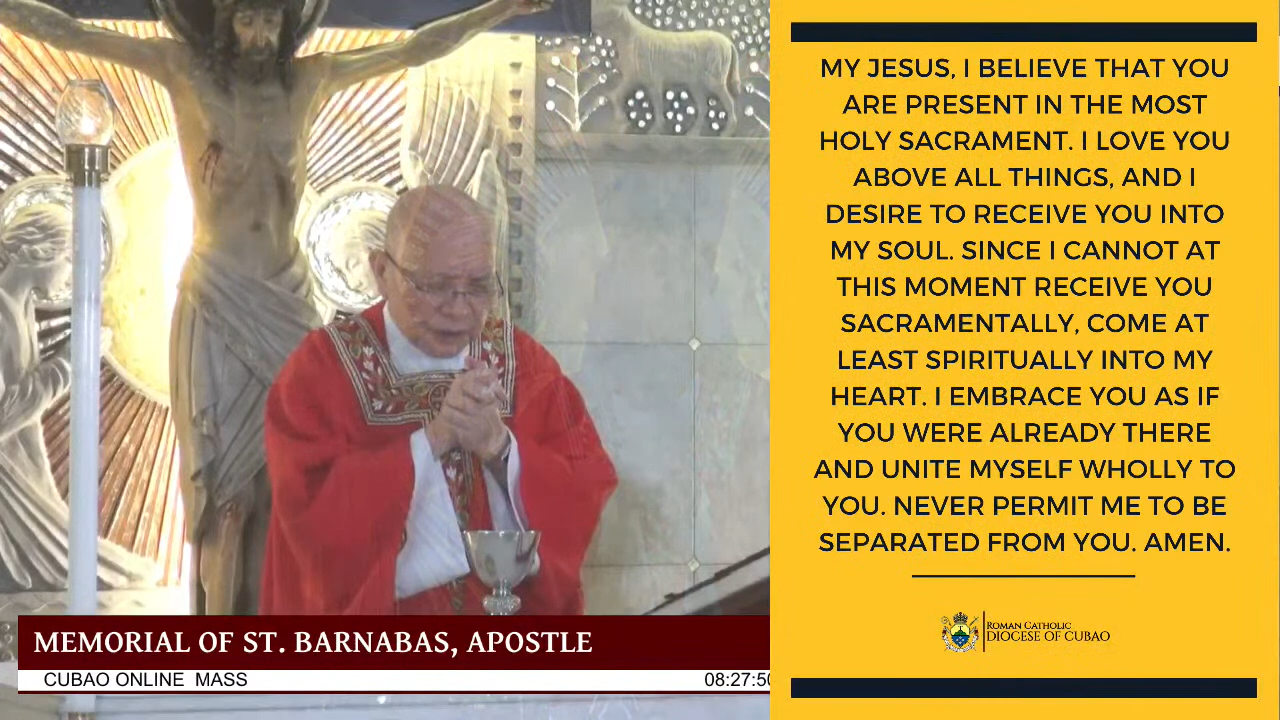 MY JESUS, I BELIEVE THAT YOU
ARE PRESENT IN THE MOST
HOLY SACRAMENT. I LOVE YOU
ABOVE ALL THINGS, AND I
DESIRE TO RECEIVE YOU INTO
MY SOUL. SINCE I CANNOT AT
THIS MOMENT RECEIVE YOU
SACRAMENTALLY, COME AT
LEAST SPIRITUALLY INTO MY
HEART. I EMBRACE YOU AS IF
YOU WERE ALREADY THERE
AND UNITE MYSELF WHOLLY TO
YOU. NEVER PERMIT ME TO BE
SEPARATED FROM YOU. AMEN.
ROMAN CATHOLIC
DIOCESE OF CUBAO
MEMORIAL OF ST. BARNABAS, APOSTLE
CUBAO ONLINE MASS
08:27:50